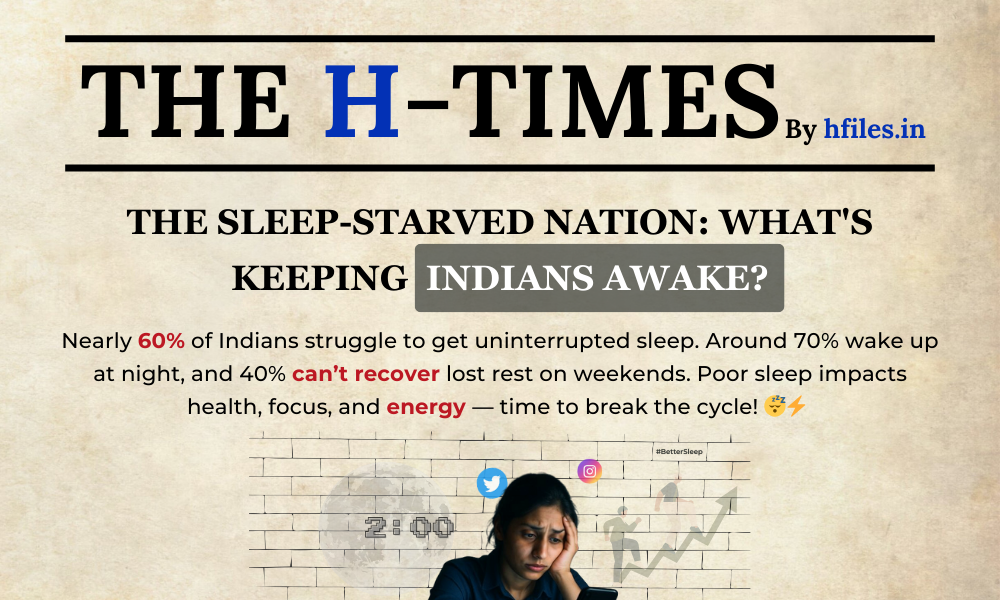 THE H-TIMES By hfiles.in
THE SLEEP-STARVED NATION: WHAT'S
KEEPING INDIANS AWAKE?
Nearly 60% of Indians struggle to get uninterrupted sleep. Around 70% wake up
at night, and 40% can’t recover lost rest on weekends. Poor sleep impacts
health, focus, and energy — time to break the cycle! 😴⚡
#BetterSleep
2:00